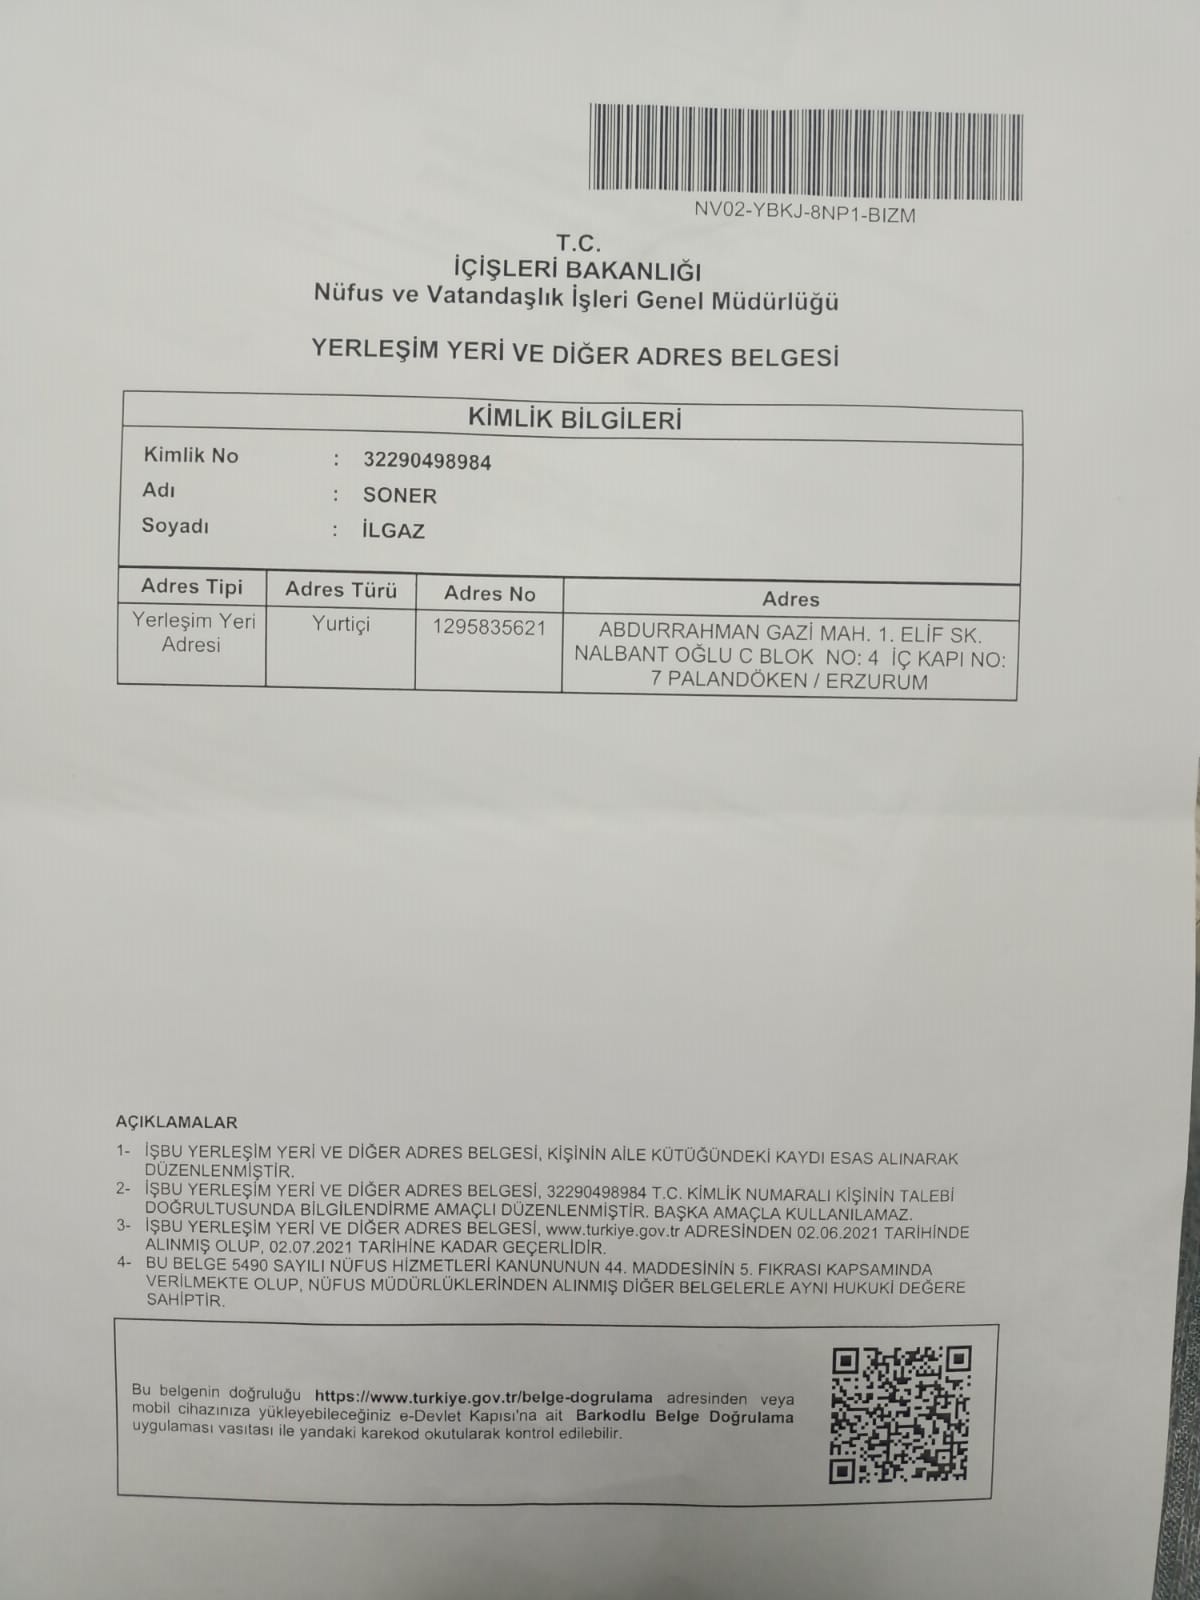 NV02-YBKJ-8NP1-BIZM
T.C.
İÇİŞLERİ BAKANLIĞI
Nüfus ve Vatandaşlık İşleri Genel Müdürlüğü
YERLEŞİM YERİ VE DİĞER ADRES BELGESİ
KİMLİK BİLGİLERİ
Kimlik No : 32290498984
Adı : SONER
Soyadı : İLGAZ
Adres Tipi Adres Türü Adres No Adres
Yerleşim Yeri Adresi Yurtiçi 1295835621 ABDURRAHMAN GAZİ MAH. 1. ELİF SK.
NALBANT OĞLU C BLOK NO: 4 İÇ KAPI NO:
7 PALANDÖKEN / ERZURUM
AÇIKLAMALAR
1- İŞBU YERLEŞİM YERİ VE DİĞER ADRES BELGESİ, KİŞİNİN AİLE KÜTÜĞÜNDEKİ KAYDI ESAS ALINARAK
DÜZENLENMİŞTİR.
2- İŞBU YERLEŞİM YERİ VE DİĞER ADRES BELGESİ, 32290498984 T.C. KİMLİK NUMARALI KİŞİNİN TALEBİ
DOĞRULTUSUNDA BİLGİLENDİRME AMAÇLI DÜZENLENMİŞTİR. BAŞKA AMAÇLA KULLANILAMAZ.
3- İŞBU YERLEŞİM YERİ VE DİĞER ADRES BELGESİ, www.turkiye.gov.tr ADRESİNDEN 02.06.2021 TARİHİNDE
ALINMIŞ OLUP, 02.07.2021 TARİHİNE KADAR GEÇERLİDİR.
4- BU BELGE 5490 SAYILI NÜFUS HİZMETLERİ KANUNUNUN 44. MADDESİNİN 5. FIKRASI KAPSAMINDA
VERİLMEKTE OLUP, NÜFUS MÜDÜRLÜKLERİNDEN ALINMIŞ DİĞER BELGELERLE AYNI HUKUKİ DEĞERE
SAHİPTİR.
Bu belgenin doğruluğu https://www.turkiye.gov.tr/belge-dogrulama adresinden veya
mobil cihazınıza yükleyebileceğiniz e-Devlet Kapısı'na ait Barkodlu Belge Doğrulama
uygulaması vasıtası ile yandaki karekod okutularak kontrol edilebilir.